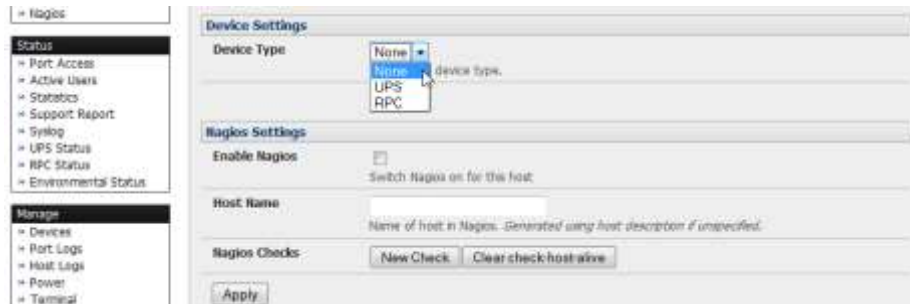 » Nagios
Status
» Port Access
» Active Users
» Statistics
» Support Report
» Syslog
» UPS Status
» RPC Status
» Environmental Status
Manage
» Devices
» Port Logs
» Host Logs
» Power
» Terminal
Device Settings
Device Type
None
None
device type.
UPS
RPC
Nagios Settings
Enable Nagios
Switch Nagios on for this host
Host Name
Name of host in Nagios. Generated using host description if unspecified.
Nagios Checks
New Check
Clear check-host-alive
Apply